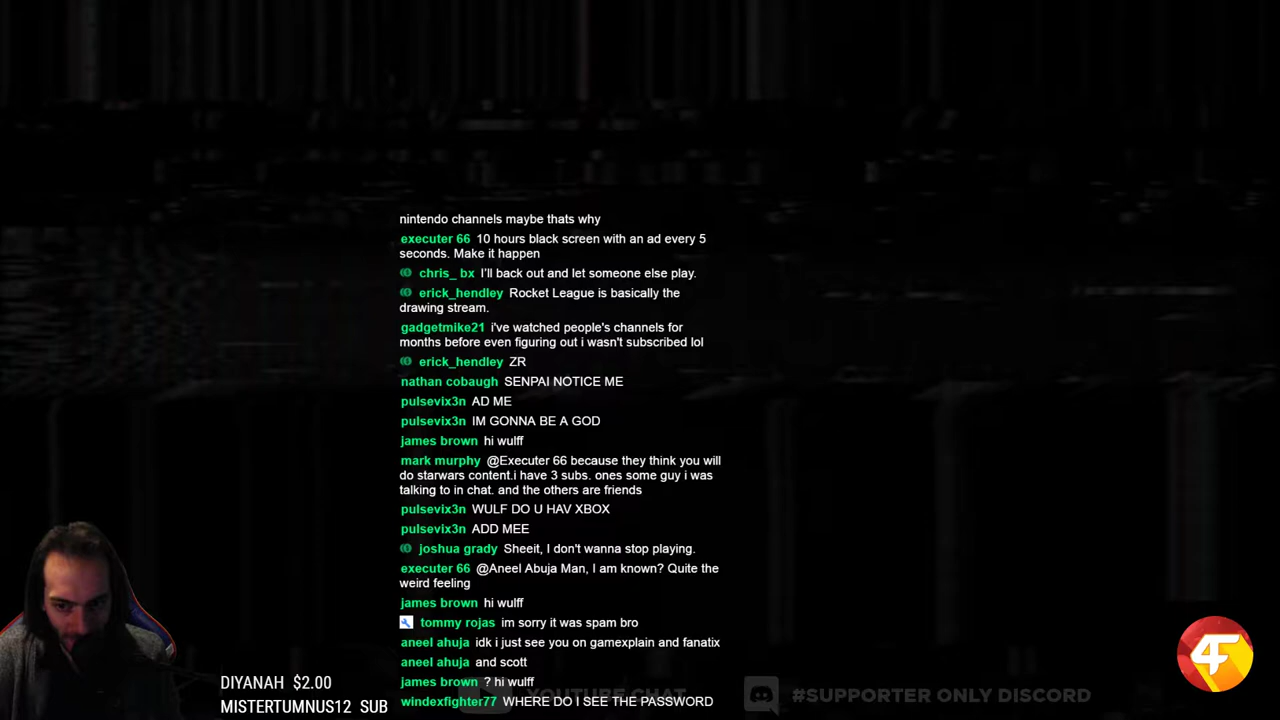 nintendo channels maybe thats why
executer 66 10 hours black screen with an ad every 5
seconds. Make it happen
chris_ bx I'll back out and let someone else play.
erick_hendley Rocket League is basically the
drawing stream.
gadgetmike21 i've watched people's channels for
months before even figuring out i wasn't subscribed lol
erick_hendley ZR
nathan cobaugh SENPAI NOTICE ME
pulsevix3n AD ME
pulsevix3n IM GONNA BE A GOD
james brown hi wulff
mark murphy @Executer 66 because they think you will
do starwars content.i have 3 subs. ones some guy i was
talking to in chat. and the others are friends
pulsevix3n WULF DO U HAV XBOX
pulsevix3n ADD MEE
joshua grady Sheeit, I don't wanna stop playing.
executer 66 @Aneel Abuja Man, I am known? Quite the
weird feeling
james brown hi wulff
tommy rojas im sorry it was spam bro
aneel ahuja idk i just see you on gamexplain and fanatix
aneel ahuja and scott
james brown ? hi wulff
windexfighter77 WHERE DO I SEE THE PASSWORD
DIYANAH $2.00
MISTERTUMNUS12 SUB
YOUTUBE CHAT
#SUPPORTER ONLY DISCORD
4F